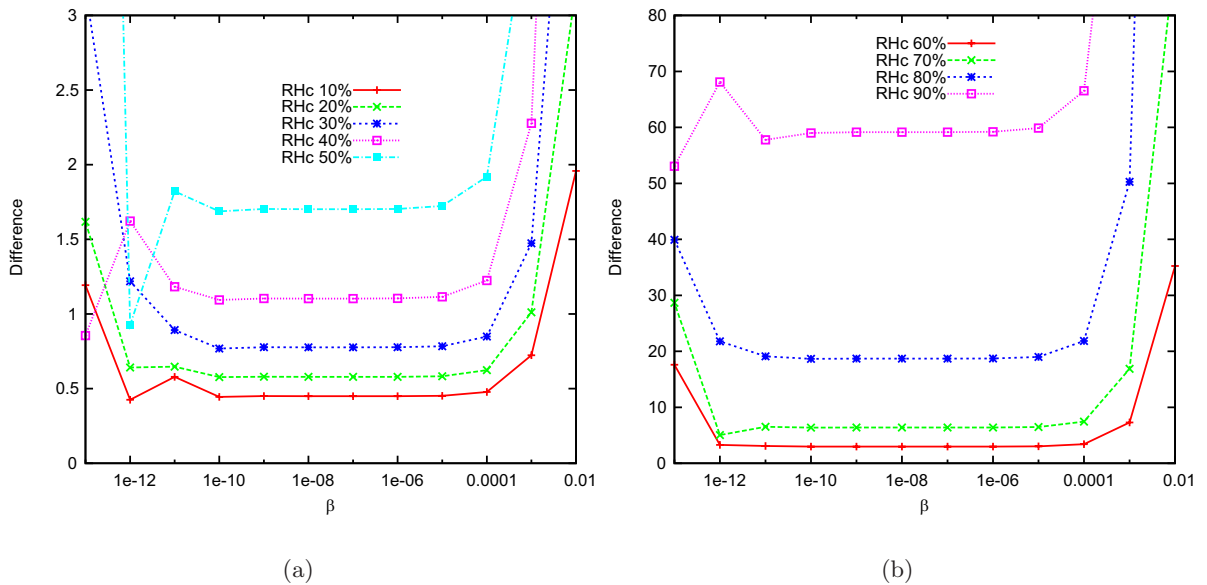 3
2.5
2
1.5
1
0.5
0
Difference
RHc 10%
RHc 20%
RHc 30%
RHc 40%
RHc 50%
1e-12 1e-10 1e-08 1e-06 0.0001 0.01
β
(a)
80
70
60
50
40
30
20
10
0
Difference
RHc 60%
RHc 70%
RHc 80%
RHc 90%
1e-12 1e-10 1e-08 1e-06 0.0001 0.01
β
(b)